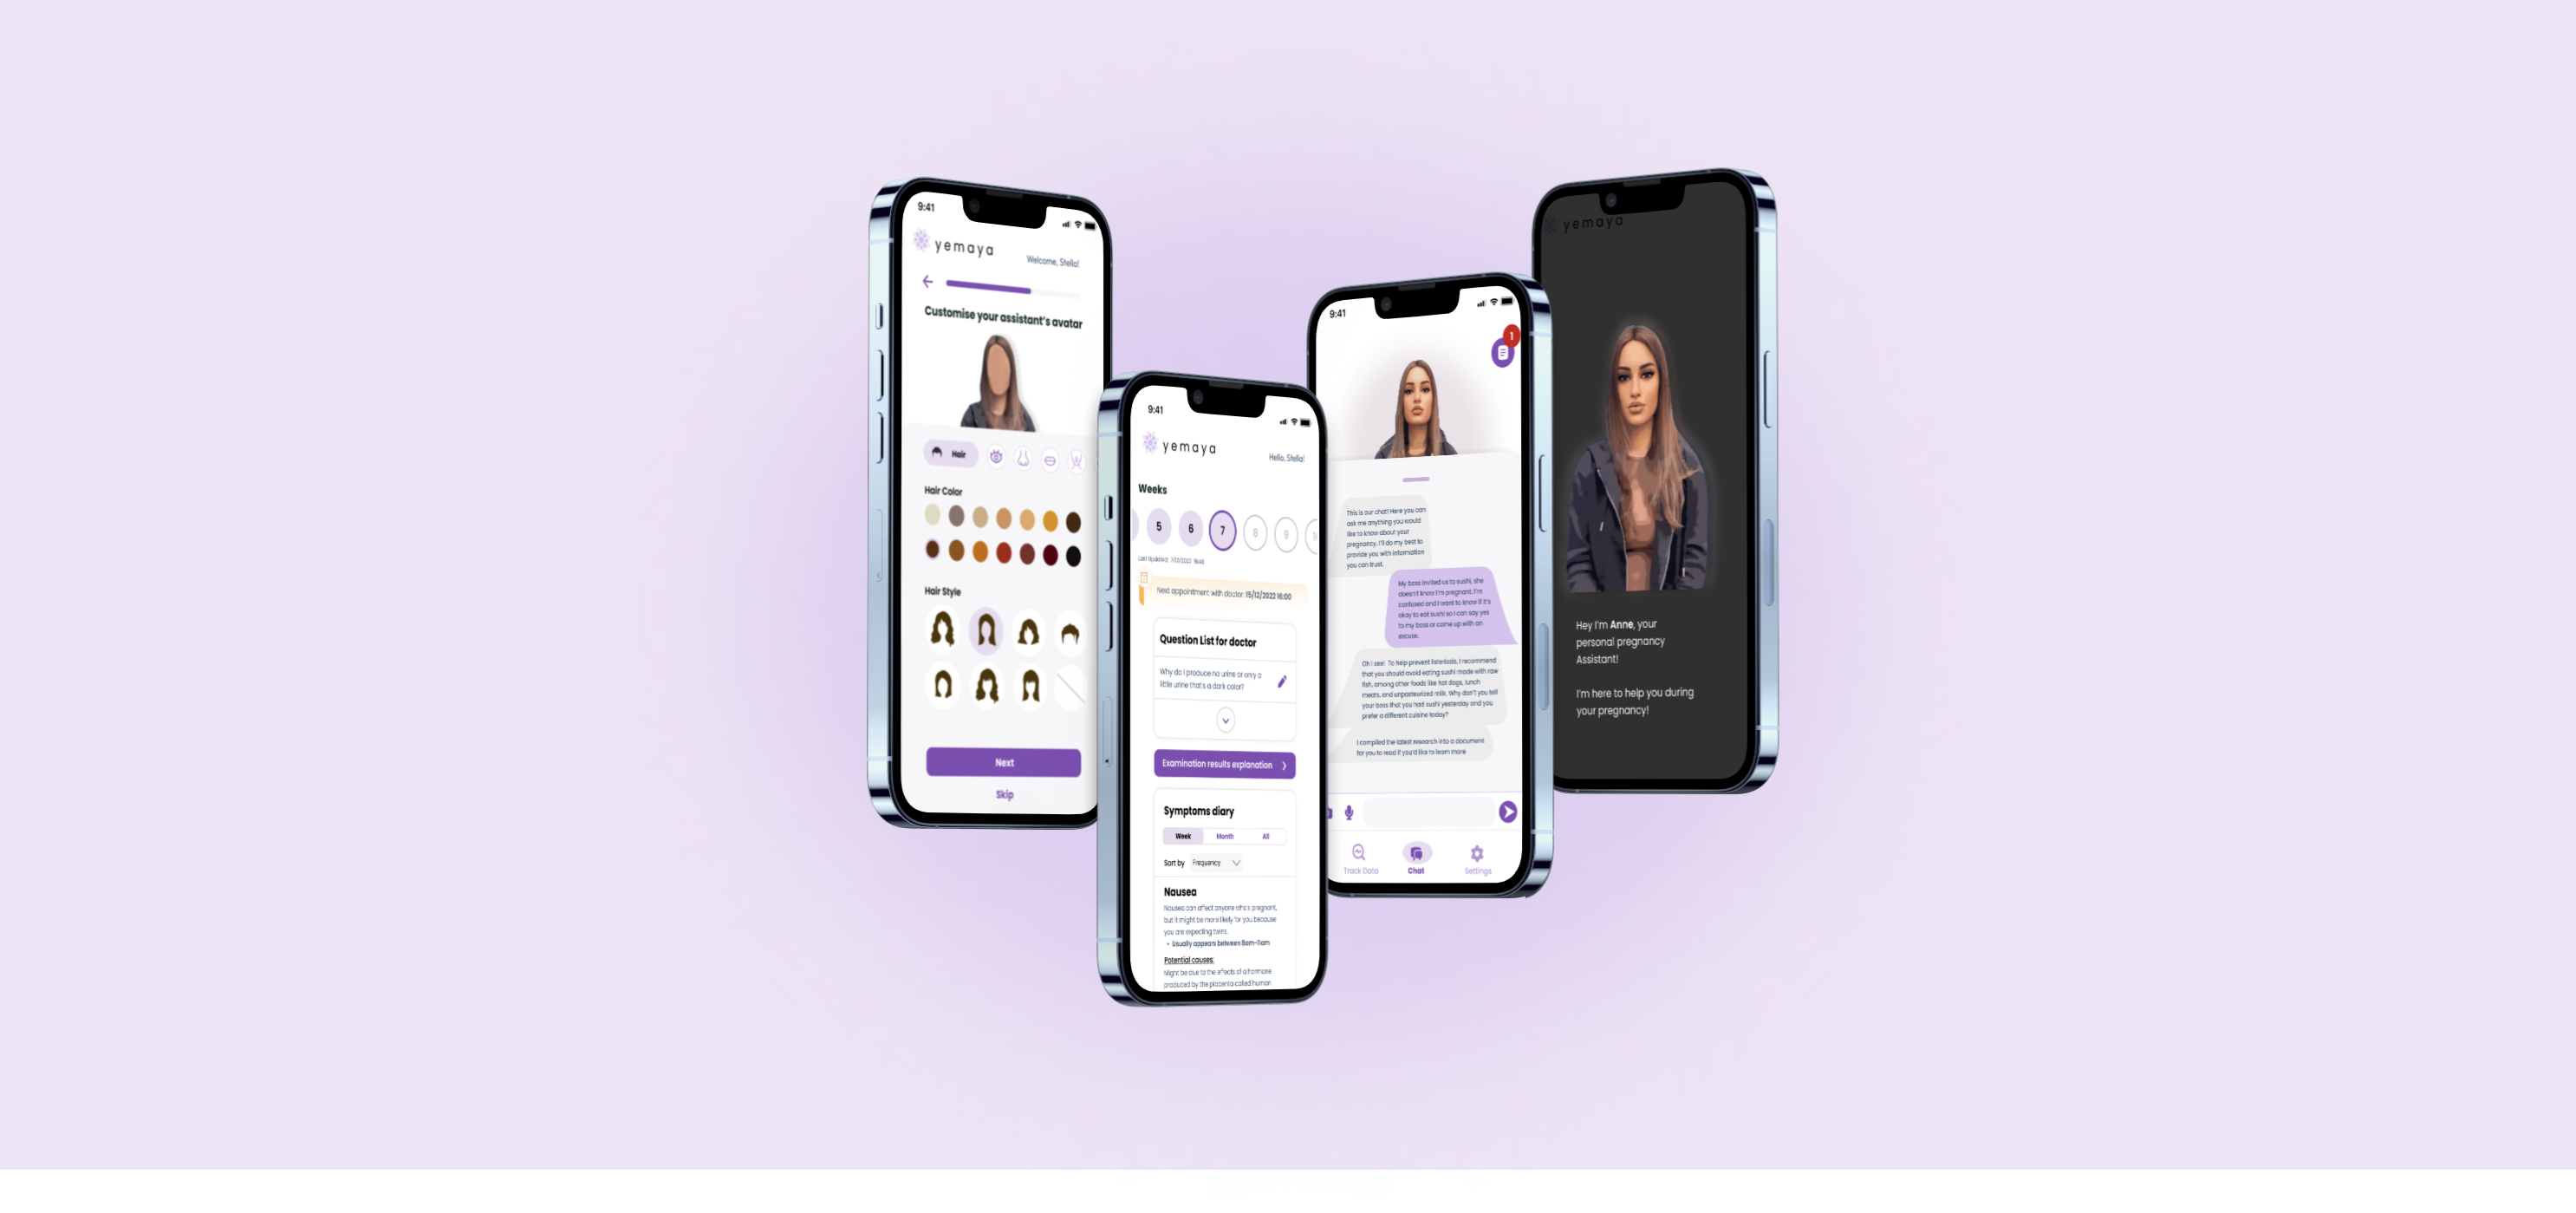 9:41
yemaya
Welcome, Stella!
Customise your assistant's avatar
Hair
Hair Color
Hair Style
Next
Skip
9:41
yemaya
Hello, Stella!
Weeks
5 6 7 8 9
Last Updated:
Next appointment with doctor: 15/12/2022 16:00
Question List for doctor
Why do I produce no urine or only a
little urine that's a dark color?
Examination results explanation
Symptoms diary
Week Month All
Sort by Frequency
Nausea
Nausea can affect anyone who's pregnant,
but it might be more likely for you because
you are expecting twins.
• Usually appears between 8am-11am
Potential causes:
Might be due to the effects of a hormone
produced by the placenta called human
9:41
1
This is our chat! Here you can
ask me anything you would
like to know about your
pregnancy. I'll do my best to
provide you with information
you can trust.
My boss invited us to sushi, she
doesn't know I'm pregnant. I'm
confused and I want to know if it's
okay to eat sushi so I can say yes
to my boss or come up with an
excuse.
Oh I see! To help prevent listeriosis, I recommend
that you should avoid eating sushi made with raw
fish, among other foods like hot dogs, lunch
meats, and unpasteurized milk. Why don't you tell
your boss that you had sushi yesterday and you
prefer a different cuisine today?
I compiled the latest research into a document
for you to read if you'd like to learn more
Track Data Chat Settings
yemaya
Hey I'm Anne, your
personal pregnancy
Assistant!
I'm here to help you during
your pregnancy!